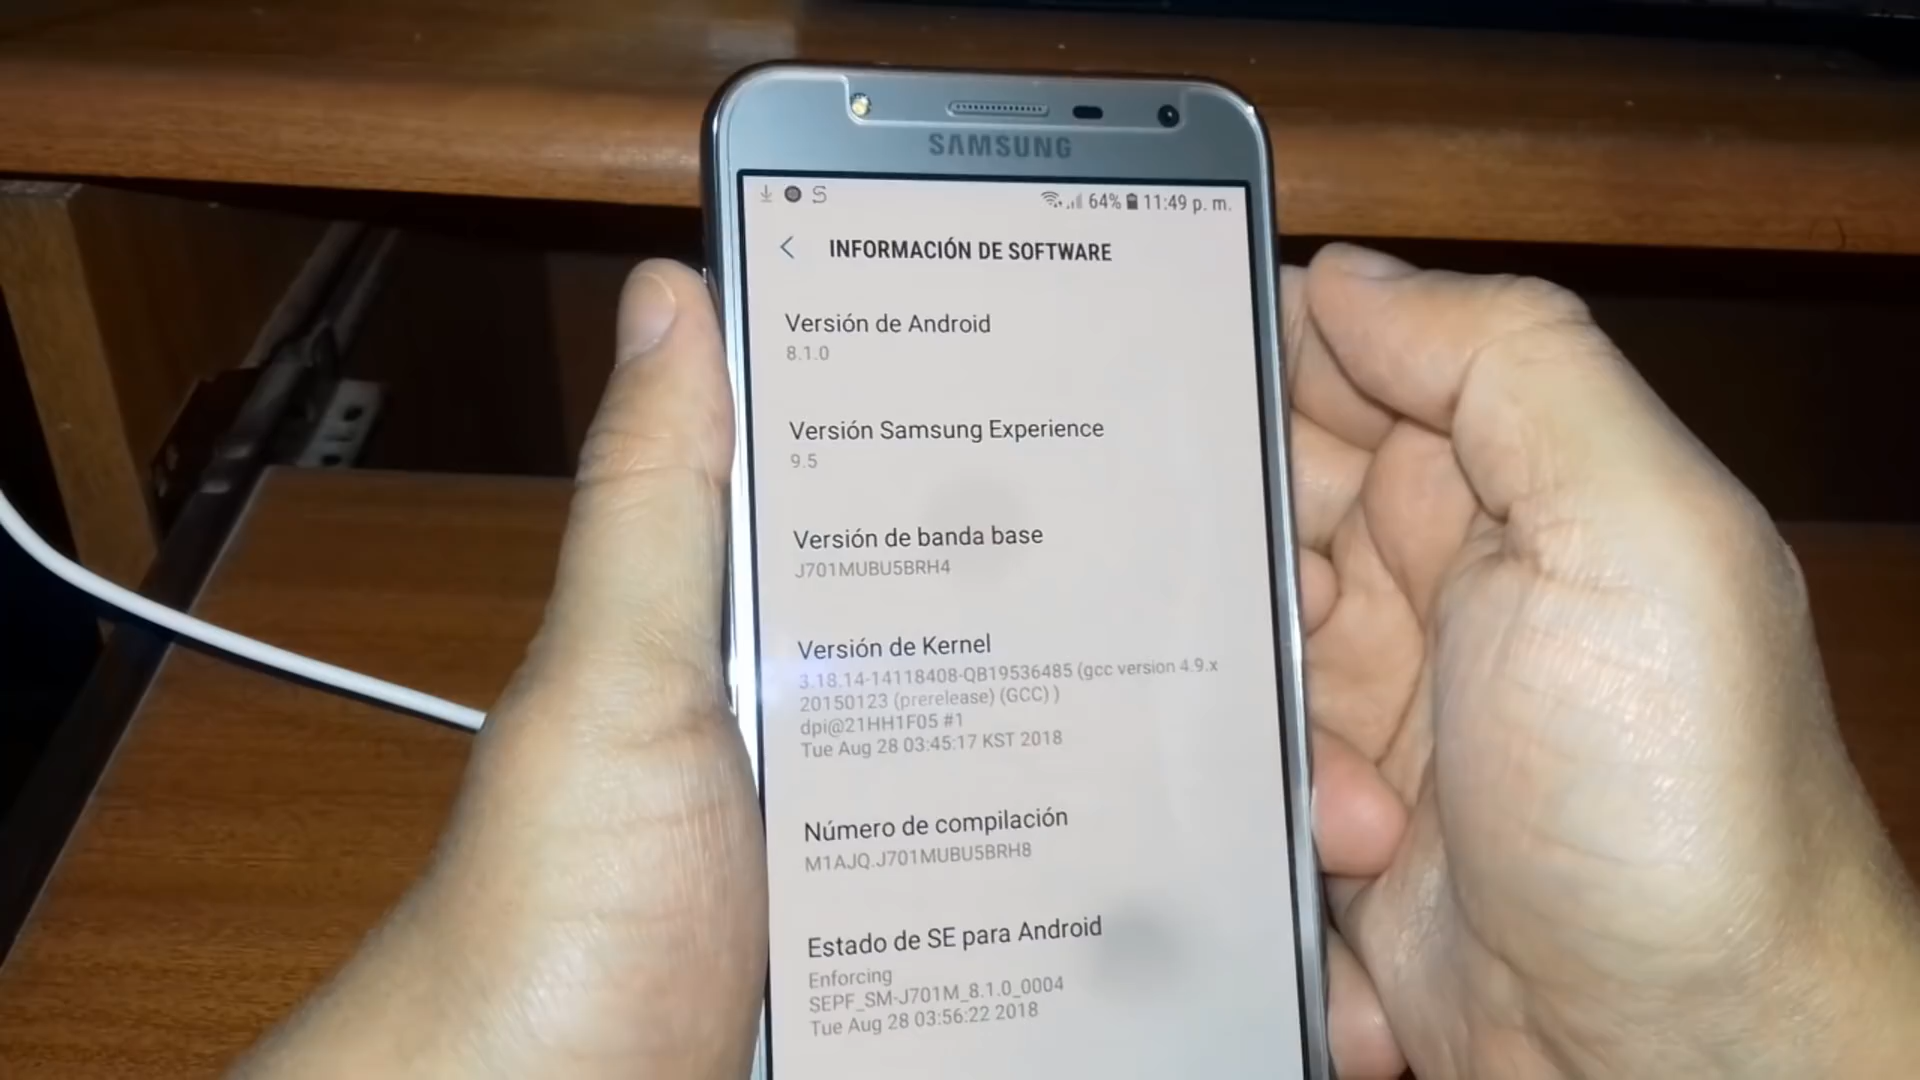 SAMSUNG
64% 11:49 p. m.
INFORMACIÓN DE SOFTWARE
Versión de Android
8.1.0
Versión Samsung Experience
9.5
Versión de banda base
J701MUBU5BRH4
Versión de Kernel
3.18.14-14118408-QB19536485 (gcc version 4.9.x
20150123 (prerelease) (GCC) )
dpi@21HH1F05 #1
Tue Aug 28 03:45:17 KST 2018
Número de compilación
M1AJQ.J701MUBU5BRH8
Estado de SE para Android
Enforcing
SEPF_SM-J701M_8.1.0_0004
Tue Aug 28 03:56:22 2018